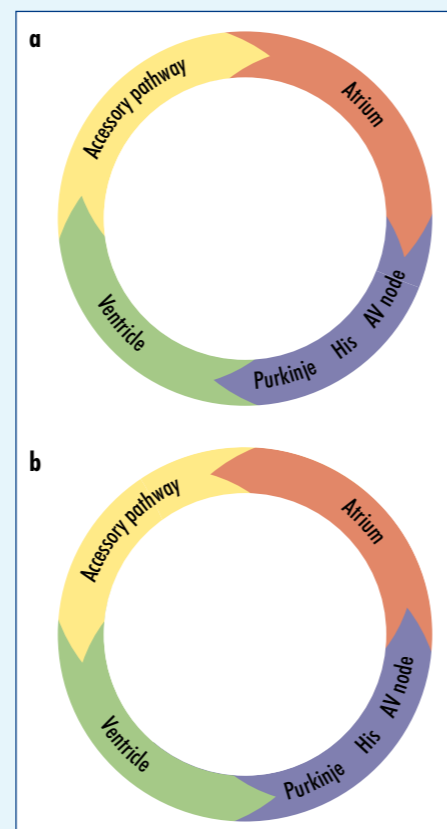 a
Accessory pathway
Atrium
AV node
His
Purkinje
Ventricle
b
Accessory pathway
Atrium
AV node
His
Purkinje
Ventricle